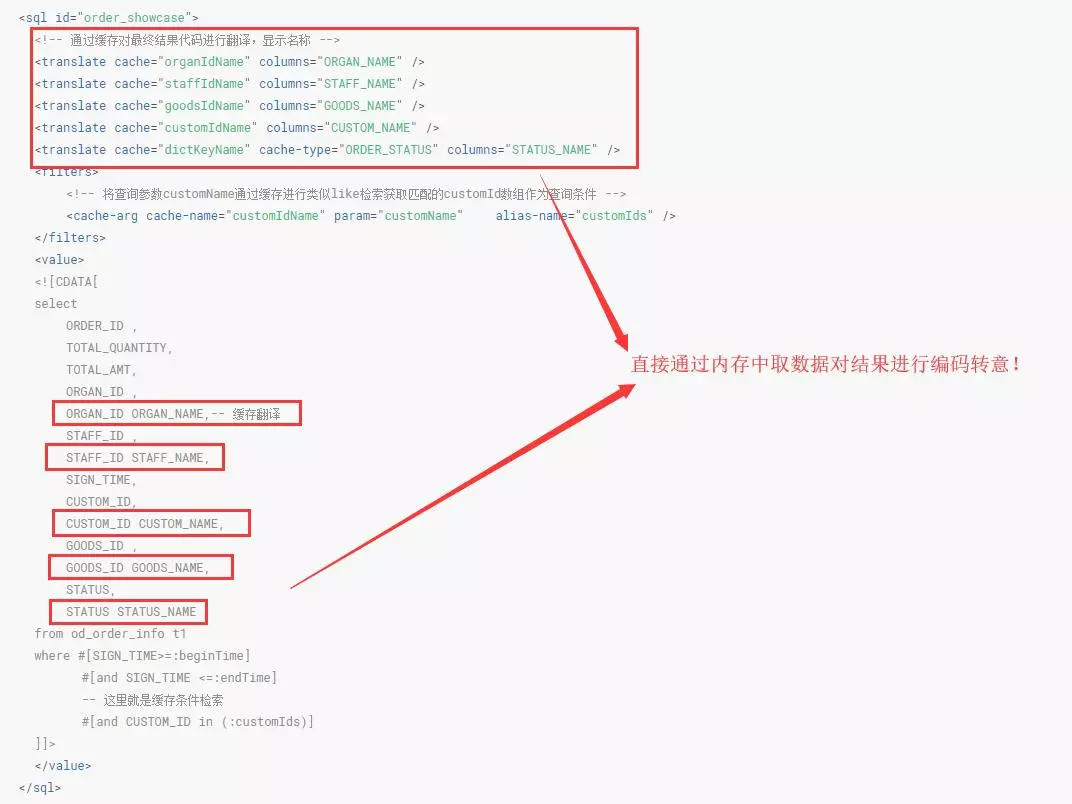 <sql id="order_showcase">
<!-- 通过缓存对最终结果代码进行翻译，显示名称 -->
<translate cache="organIdName" columns="ORGAN_NAME" />
<translate cache="staffIdName" columns="STAFF_NAME" />
<translate cache="goodsIdName" columns="GOODS_NAME" />
<translate cache="customIdName" columns="CUSTOM_NAME" />
<translate cache="dictKeyName" cache-type="ORDER_STATUS" columns="STATUS_NAME" />
<filters>
<!-- 将查询参数customName通过缓存进行类似like检索获取匹配的customId数组作为查询条件 -->
<cache-arg cache-name="customIdName" param="customName" alias-name="customIds" />
</filters>
<value>
<![CDATA[
select
ORDER_ID ,
TOTAL_QUANTITY,
TOTAL_AMT,
直接通过内存中取数据对结果进行编码转意！
ORGAN_ID ,
ORGAN_ID ORGAN_NAME,-- 缓存翻译
STAFF_ID ,
STAFF_ID STAFF_NAME,
SIGN_TIME,
CUSTOM_ID,
CUSTOM_ID CUSTOM_NAME,
GOODS_ID ,
GOODS_ID GOODS_NAME,
STATUS,
STATUS STATUS_NAME
from od_order_info t1
where #[SIGN_TIME>=:beginTime]
#[and SIGN_TIME <=:endTime]
-- 这里就是缓存条件检索
#[and CUSTOM_ID in (:customIds)]
]]>
</value>
</sql>